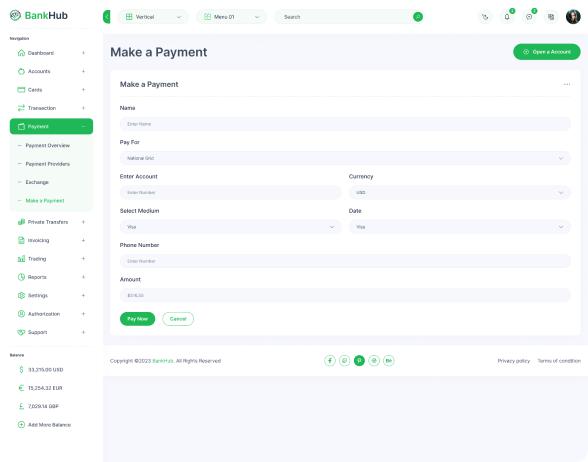 BankHub
Vertical
Menu 01
Search
Navigation
Dashboard
Accounts
Cards
Transaction
Payment
Payment Overview
Payment Providers
Exchange
Make a Payment
Private Transfers
Invoicing
Trading
Reports
Settings
Authorization
Support
Balance
33,215.00 USD
15,254.32 EUR
7,029.14 GBP
Add More Balance
Make a Payment
Open a Account
Make a Payment
Name
Enter Name
Pay For
National Grid
Enter Account
Currency
Enter Number
USD
Select Medium
Date
Visa
Visa
Phone Number
Enter Number
Amount
Pay Now
Cancel
Copyright ©2023 BankHub. All Rights Reserved
Privacy policy
Terms of condition